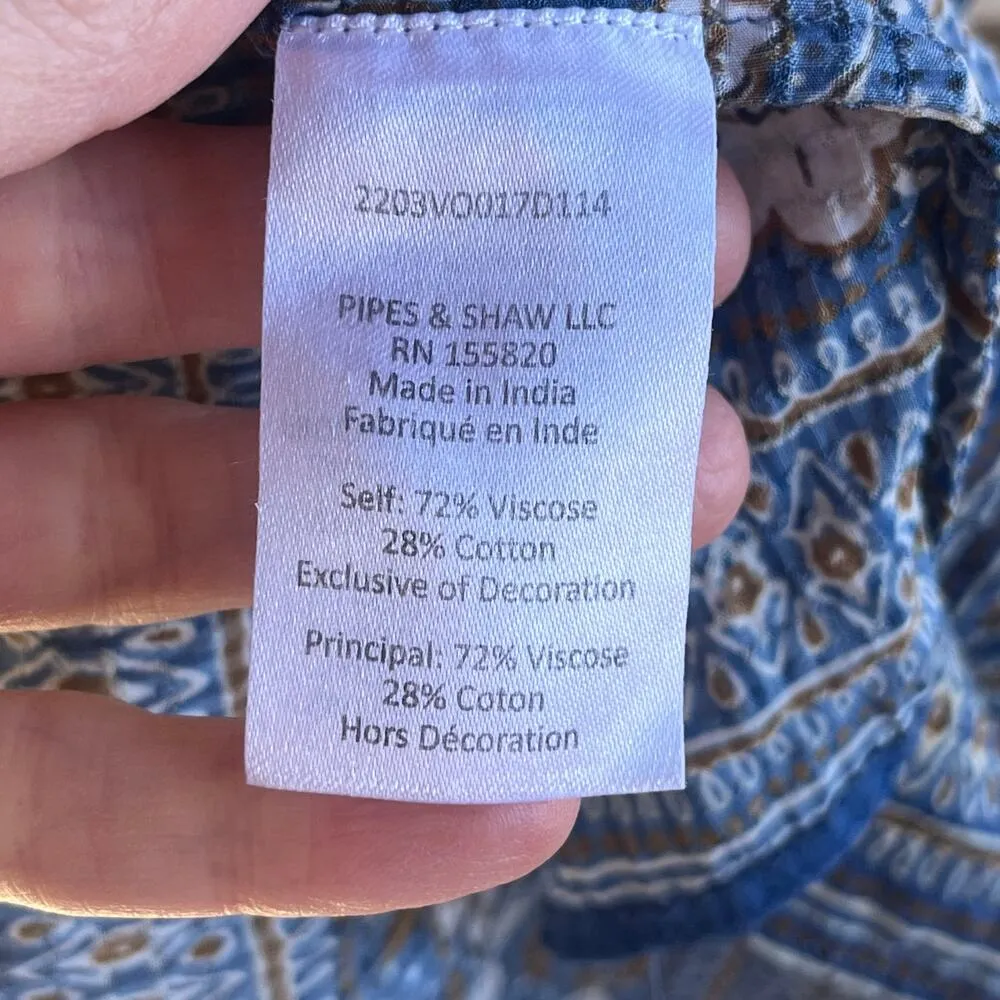 2203VO017D114
PIPES & SHAW LLC
RN 155820
Made in India
Fabriqué en Inde
Self: 72% Viscose
28% Cotton
Exclusive of Decoration
Principal: 72% Viscose
28% Coton
Hors Décoration